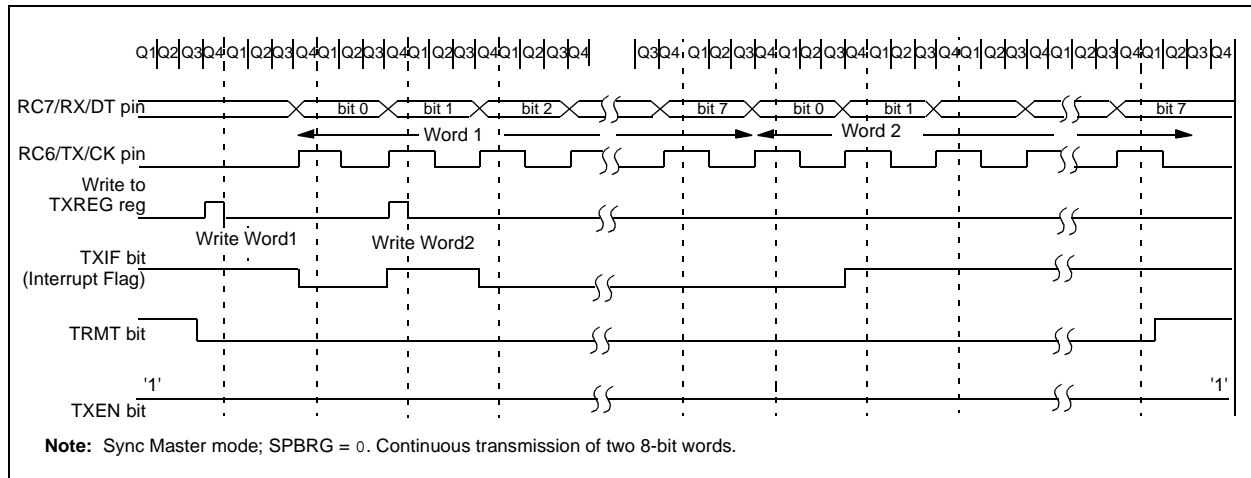 Q1 Q2 Q3 Q4 Q1 Q2 Q3 Q4 Q1 Q2 Q3 Q4 Q1 Q2 Q3 Q4 Q1 Q2 Q3 Q4 Q3 Q4 Q1 Q2 Q3 Q4 Q1 Q2 Q3 Q4 Q1 Q2 Q3 Q4 Q1 Q2 Q3 Q4 Q1 Q2 Q3 Q4 Q1 Q2 Q3 Q4
RC7/RX/DT pin bit 0 bit 1 bit 2 bit 7 bit 0 bit 1 bit 7
Word 1 Word 2
RC6/TX/CK pin
Write to
TXREG reg
Write Word1 Write Word2
TXIF bit
(Interrupt Flag)
TRMT bit
'1' '1'
TXEN bit
Note: Sync Master mode; SPBRG = 0. Continuous transmission of two 8-bit words.